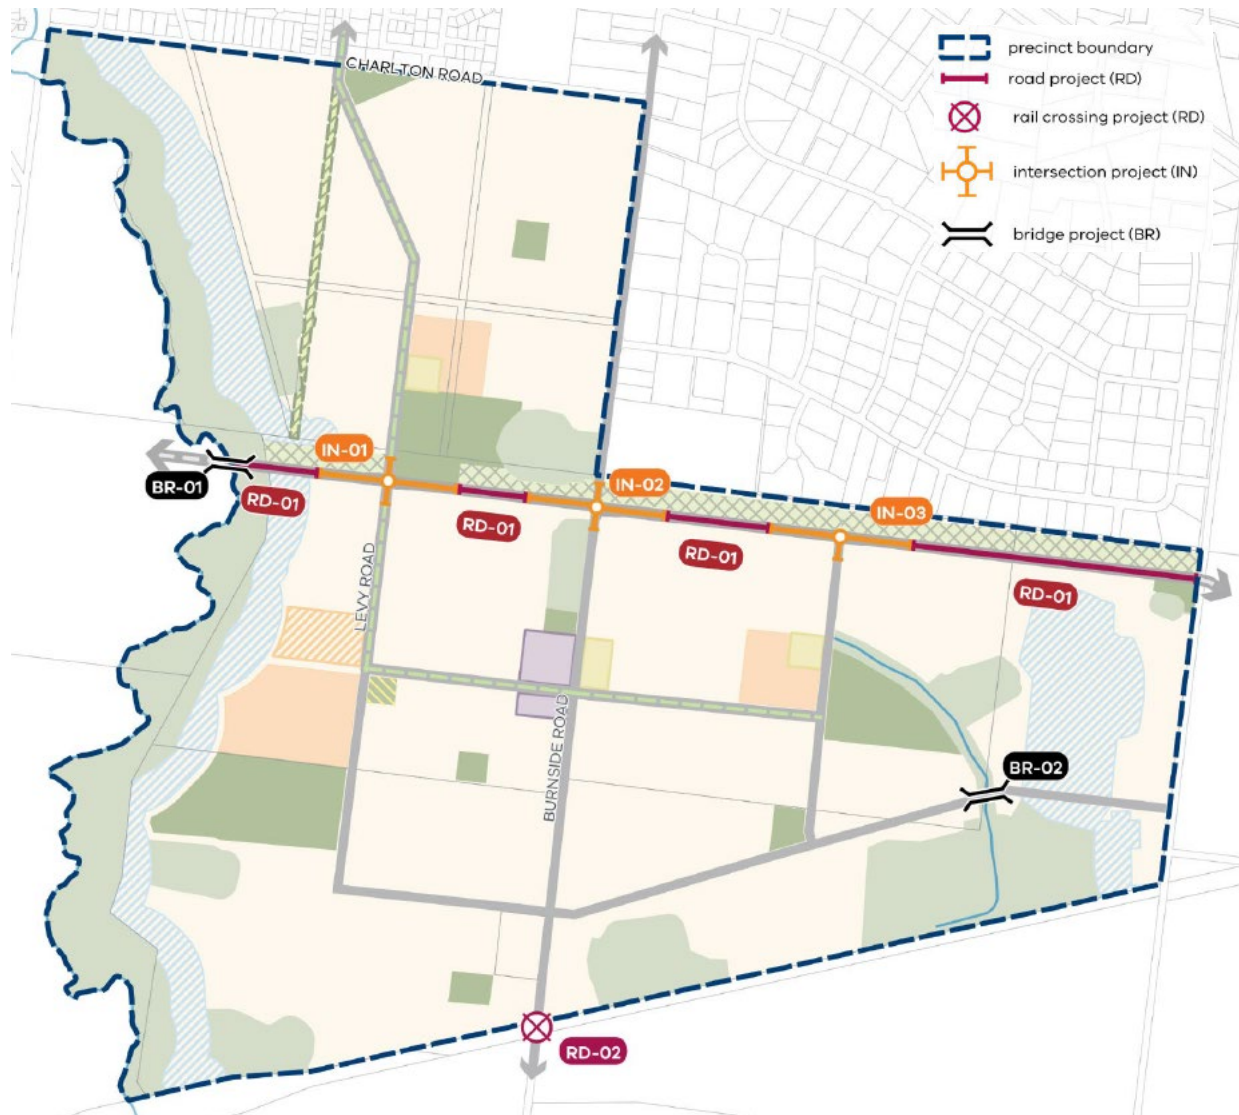 CHARLTON ROAD
precinct boundary
road project (RD)
rail crossing project (RD)
intersection project (IN)
bridge project (BR)
IN-01
BR-01
RD-01
IN-02
RD-01
IN-03
RD-01
RD-01
LEVY ROAD
BURNSIDE ROAD
BR-02
RD-02